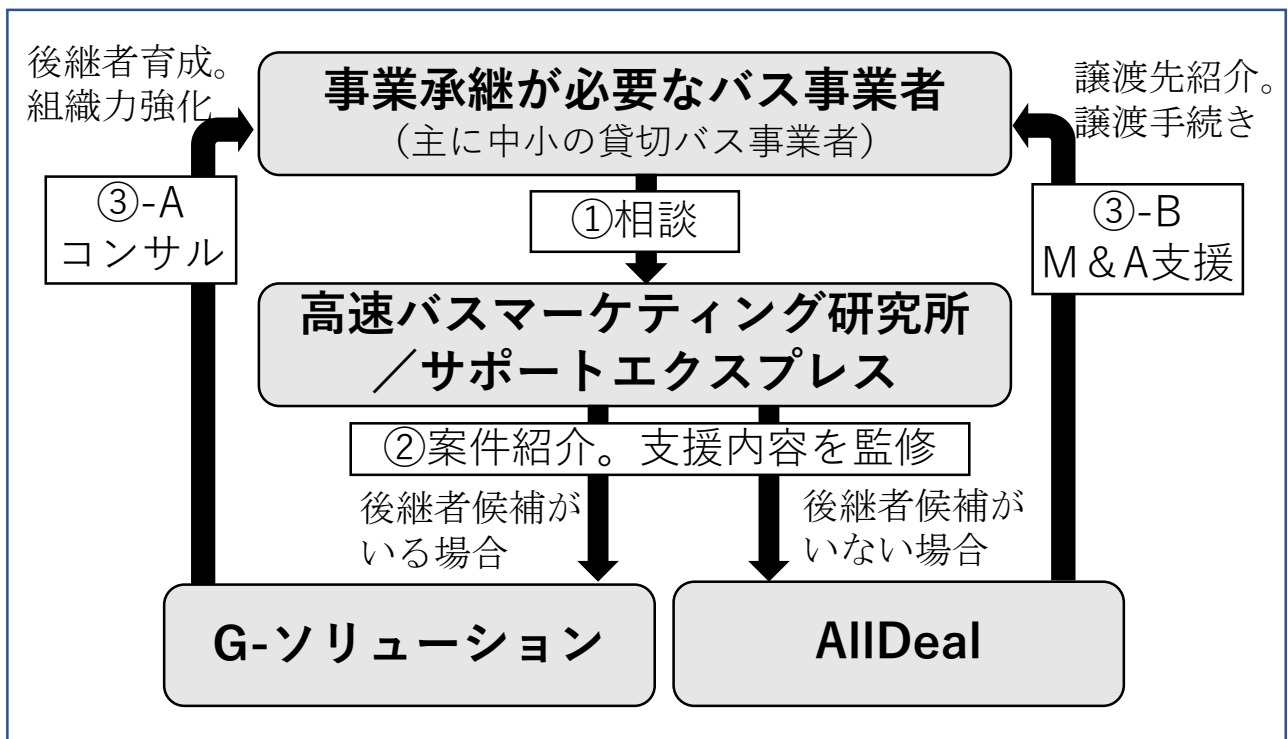 後継者育成。
組織力強化
事業承継が必要なバス事業者
（主に中小の貸切バス事業者）
譲渡先紹介。
譲渡手続き
③-A
コンサル
①相談
③-B
Ｍ＆A支援
高速バスマーケティング研究所
／サポートエクスプレス
②案件紹介。支援内容を監修
後継者候補が
いる場合
後継者候補が
いない場合
G-ソリューション
AllDeal